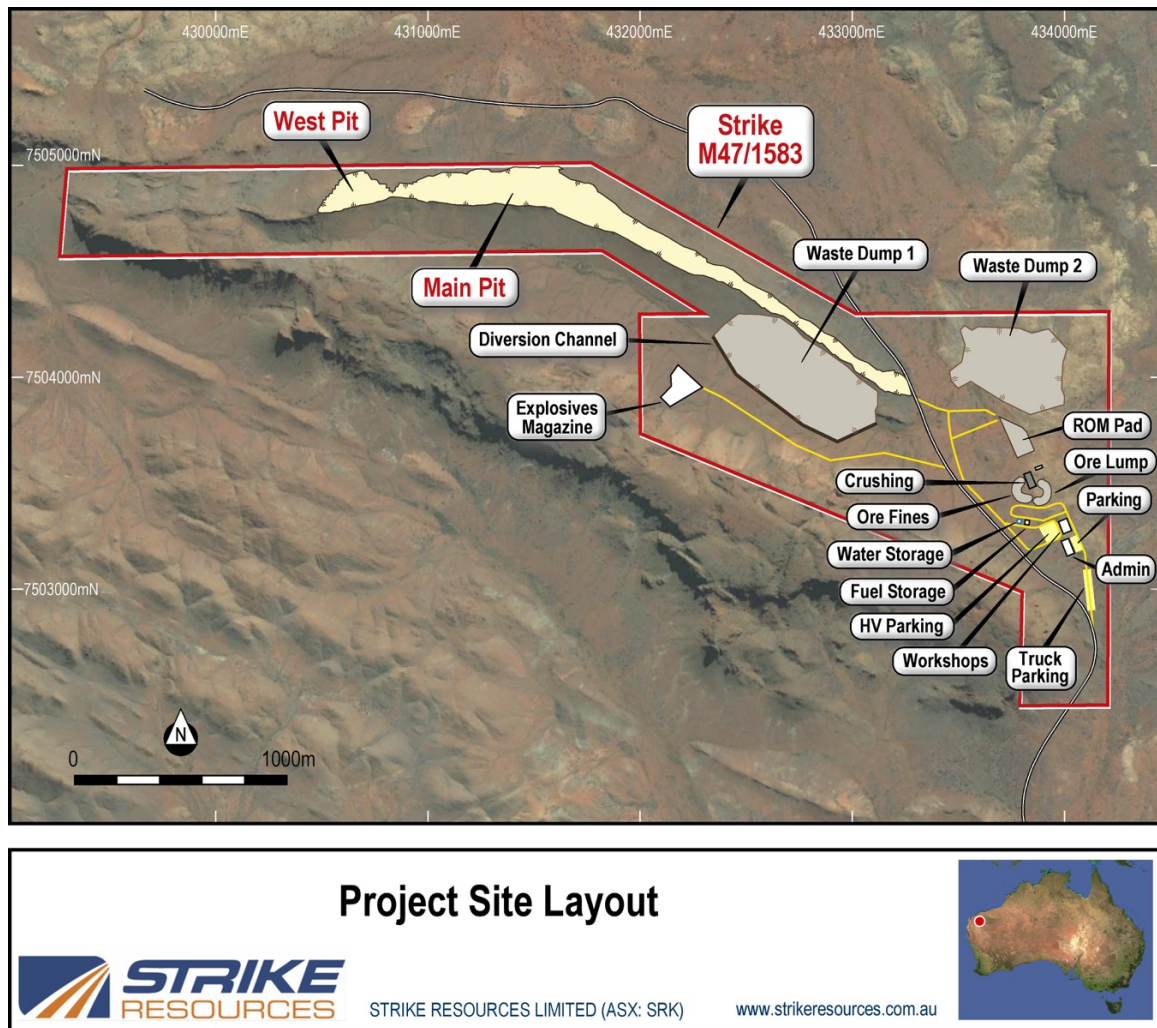 430000mE
431000mE
432000mE
433000mE
434000mE
West Pit
Strike
M47/1583
7505000mN
Waste Dump 1
Waste Dump 2
Main Pit
Diversion Channel
7504000mN
Explosives
Magazine
ROM Pad
Ore Lump
Crushing
Parking
Ore Fines
Water Storage
Admin
7503000mN
Fuel Storage
HV Parking
Workshops
Truck
Parking
N
0
1000m
Project Site Layout
STRIKE
RESOURCES
STRIKE RESOURCES LIMITED (ASX: SRK)
www.strikeresources.com.au